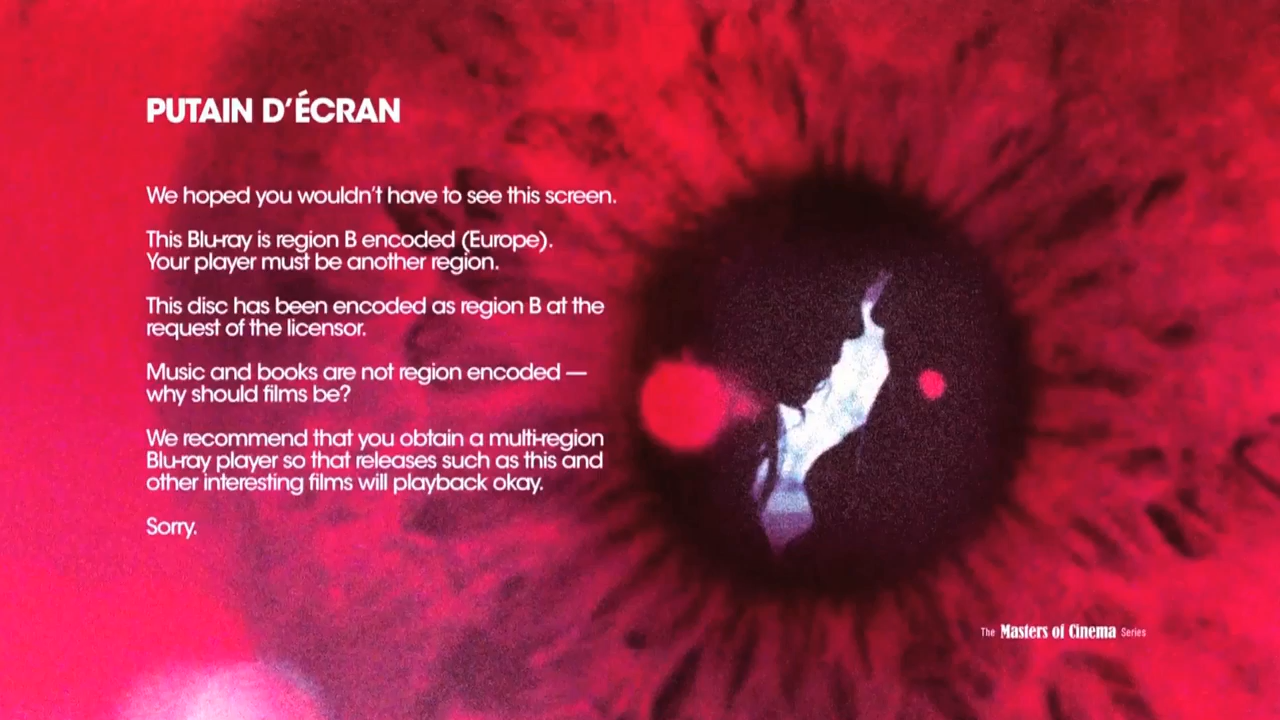 PUTAIN D’ÉCRAN
We hoped you wouldn’t have to see this screen.
This Blu-ray is region B encoded (Europe).
Your player must be another region.
This disc has been encoded as region B at the
request of the licensor.
Music and books are not region encoded —
why should films be?
We recommend that you obtain a multi-region
Blu-ray player so that releases such as this and
other interesting films will playback okay.
Sorry.
The Masters of Cinema Series